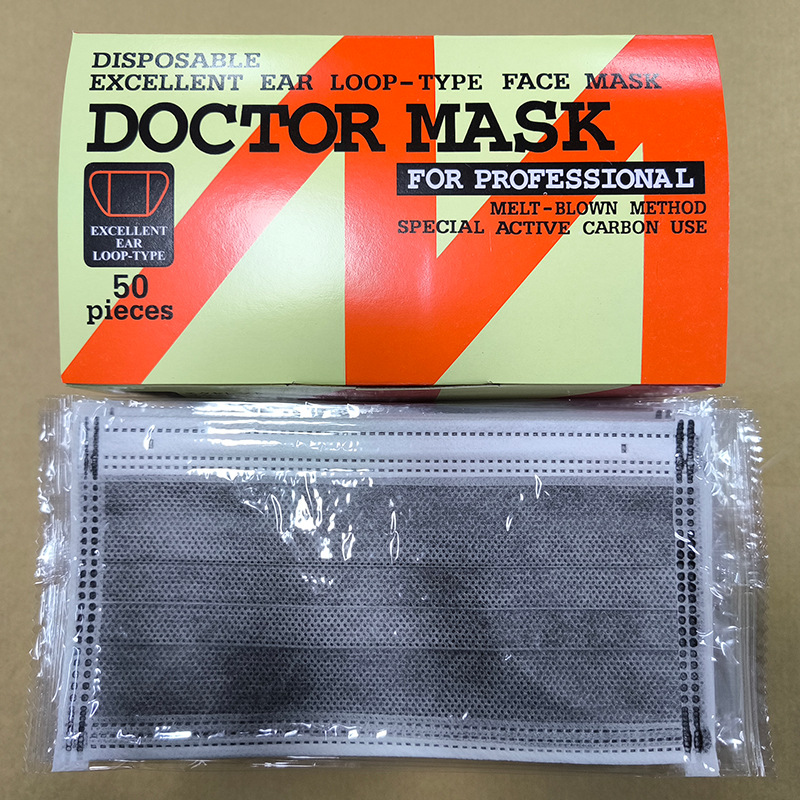 DISPOSABLE
EXCELLENT EAR LOOP-TYPE FACE MASK
DOCTOR MASK
FOR PROFESSIONAL
MELT-BLOWN METHOD
SPECIAL ACTIVE CARBON USE
EXCELLENT
EAR
LOOP-TYPE
50
pieces